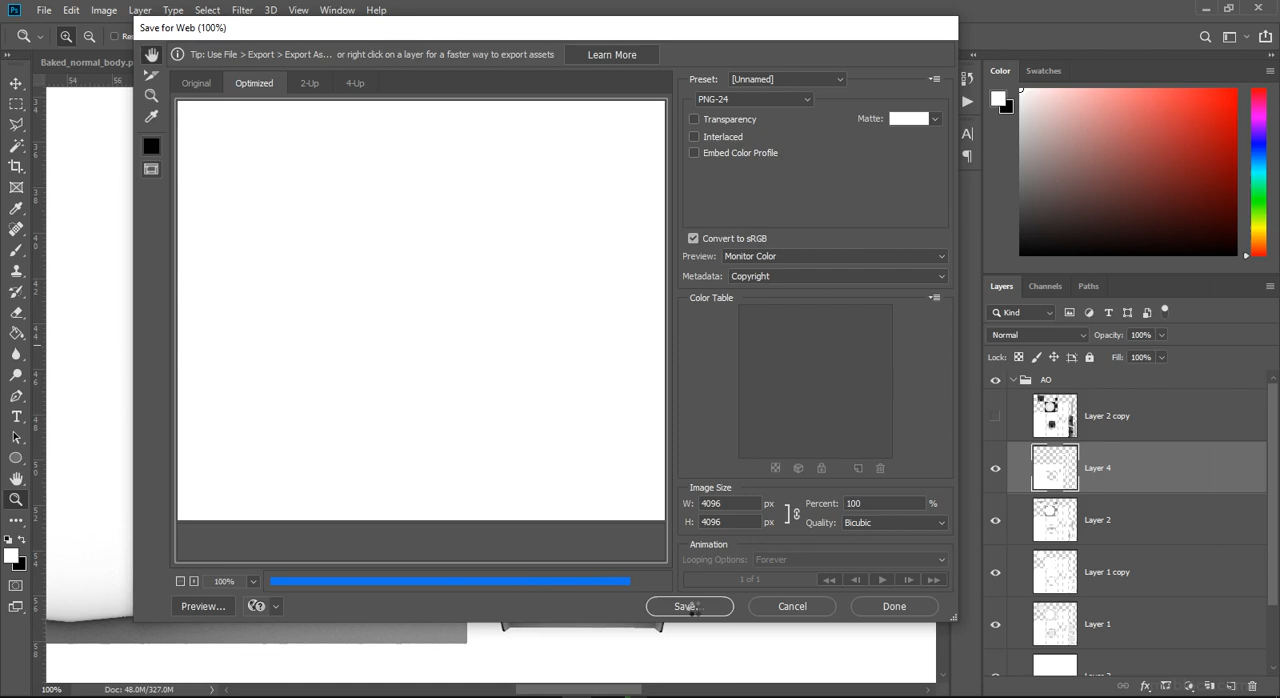 Ps File Edit Image Layer Type Select Filter 3D View Window Help
Save for Web (100%)
Tip: Use File > Export > Export As... or right click on a layer for a faster way to export assets
Learn More
Baked_normal_body.p
54 56
Original Optimized 2-Up 4-Up
Preset: [Unnamed]
PNG-24
Transparency
Matte:
Interlaced
Embed Color Profile
Convert to sRGB
Preview: Monitor Color
Metadata: Copyright
Color Table
Image Size
W: 4096 px
Percent: 100 %
H: 4096 px
Quality: Bicubic
Animation
Looping Options: Forever
1 of 1
100%
Preview...
Save...
Cancel
Done
100% Doc: 48.0M/327.0M
Color Swatches
Layers Channels Paths
Kind
Normal Opacity: 100%
Lock: Fill: 100%
AO
Layer 2 copy
Layer 4
Layer 2
Layer 1 copy
Layer 1